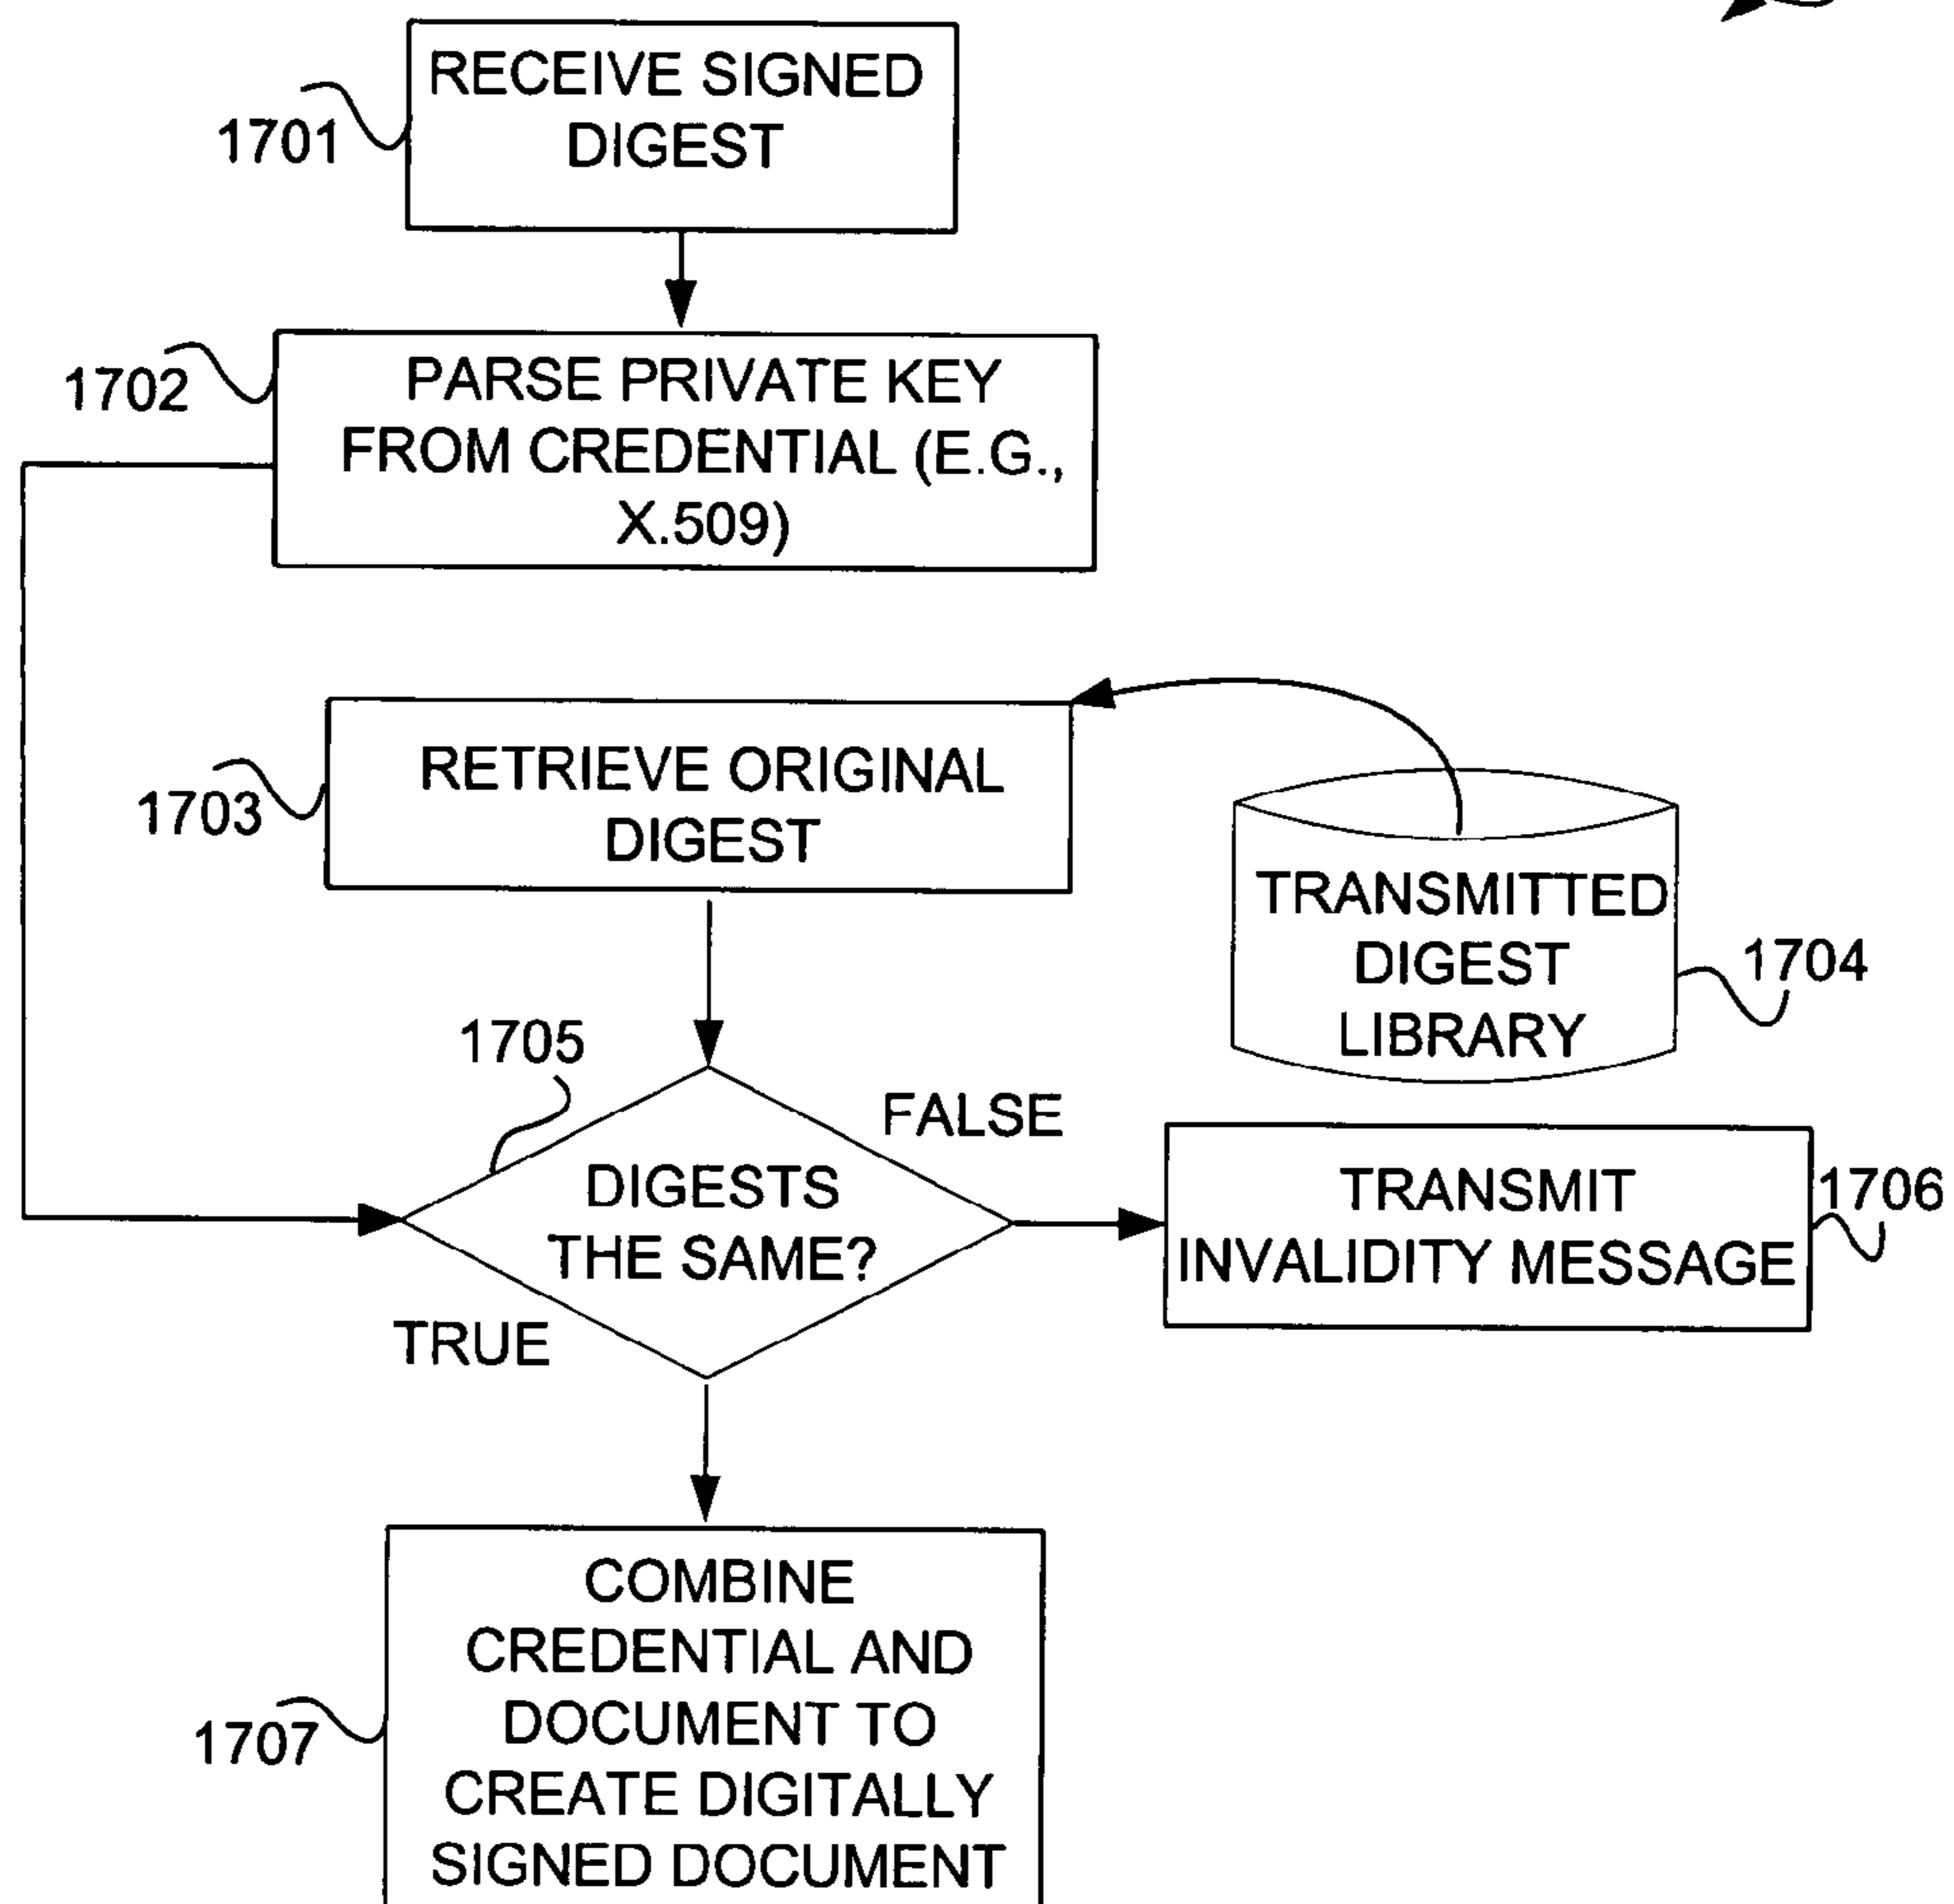 RECEIVE SIGNED
DIGEST
1701
PARSE PRIVATE KEY
FROM CREDENTIAL (E.G.,
X.509)
1702
RETRIEVE ORIGINAL
DIGEST
1703
TRANSMITTED
DIGEST
LIBRARY
1704
1705
FALSE
DIGESTS
THE SAME?
TRUE
TRANSMIT
INVALIDITY MESSAGE
1706
COMBINE
CREDENTIAL AND
DOCUMENT TO
CREATE DIGITALLY
SIGNED DOCUMENT
1707